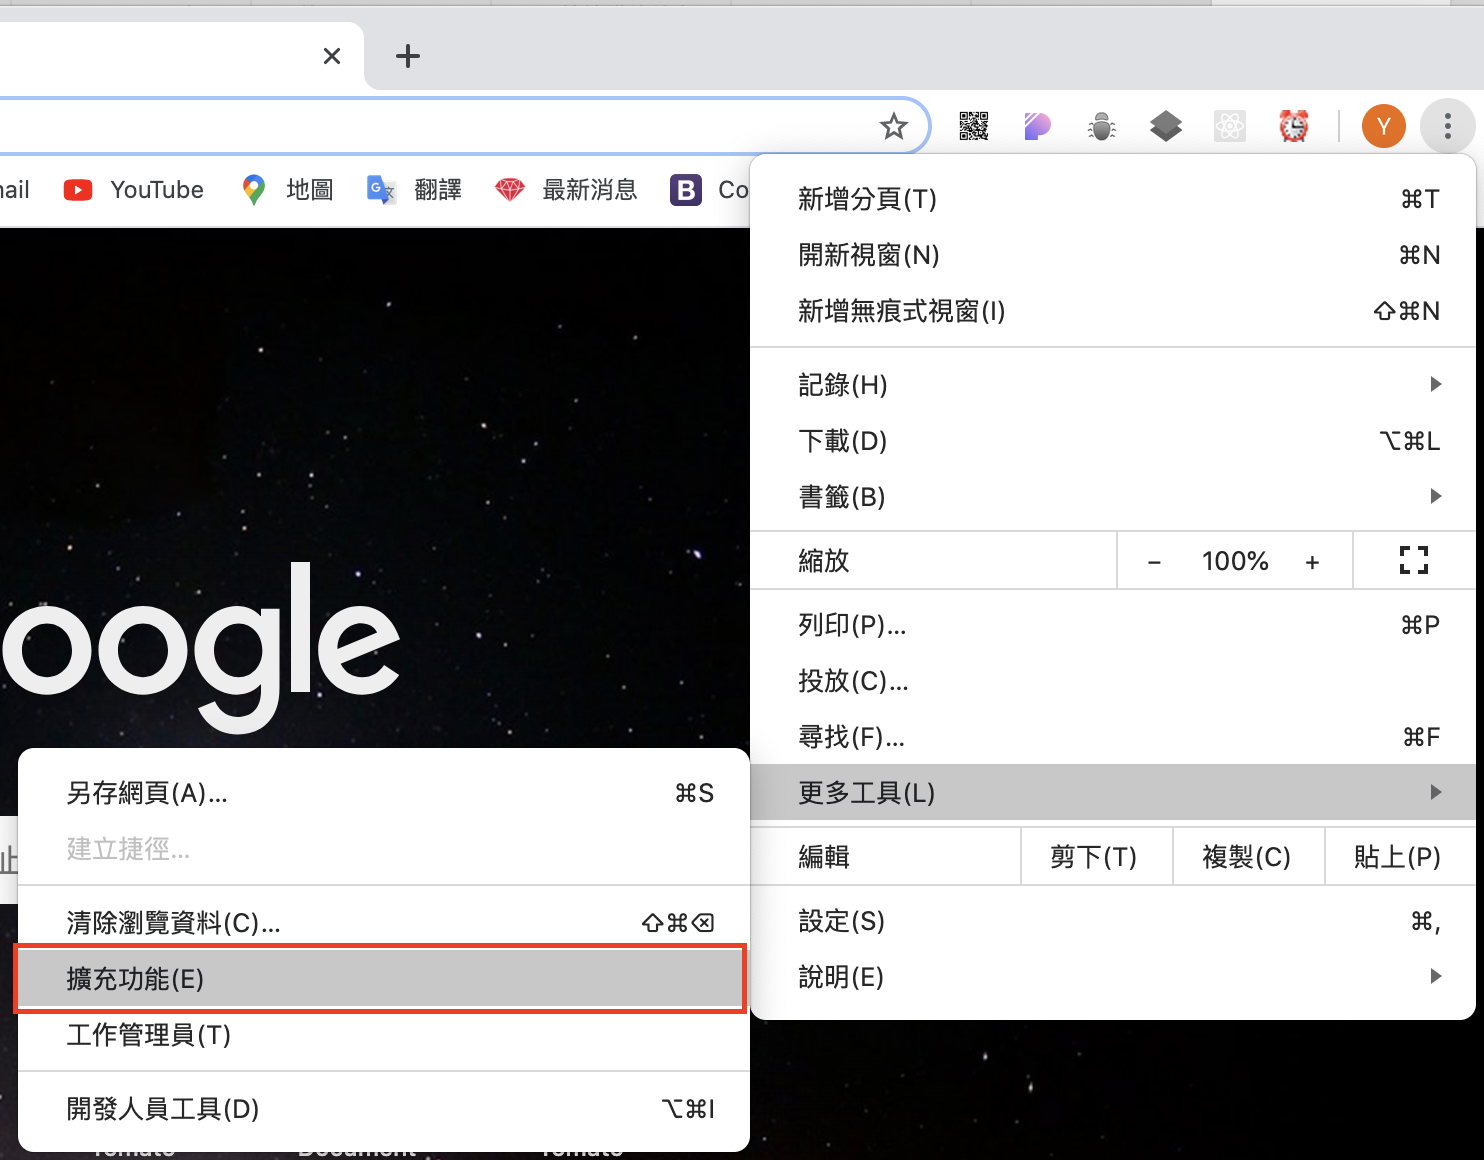 Y
YouTube
地圖
翻譯
最新消息
B
Co
新增分頁(T) ⌘T
開新視窗(N) ⌘N
新增無痕式視窗(I) ⇧⌘N
記錄(H)
下載(D) ⌥⌘L
書籤(B)
縮放 − 100% +
列印(P)... ⌘P
投放(C)...
尋找(F)... ⌘F
更多工具(L)
編輯 剪下(T) 複製(C) 貼上(P)
設定(S) ⌘,
說明(E)
oogle
另存網頁(A)... ⌘S
建立捷徑...
清除瀏覽資料(C)... ⇧⌘⌫
擴充功能(E)
工作管理員(T)
開發人員工具(D) ⌥⌘I
Tomato Document Tomato